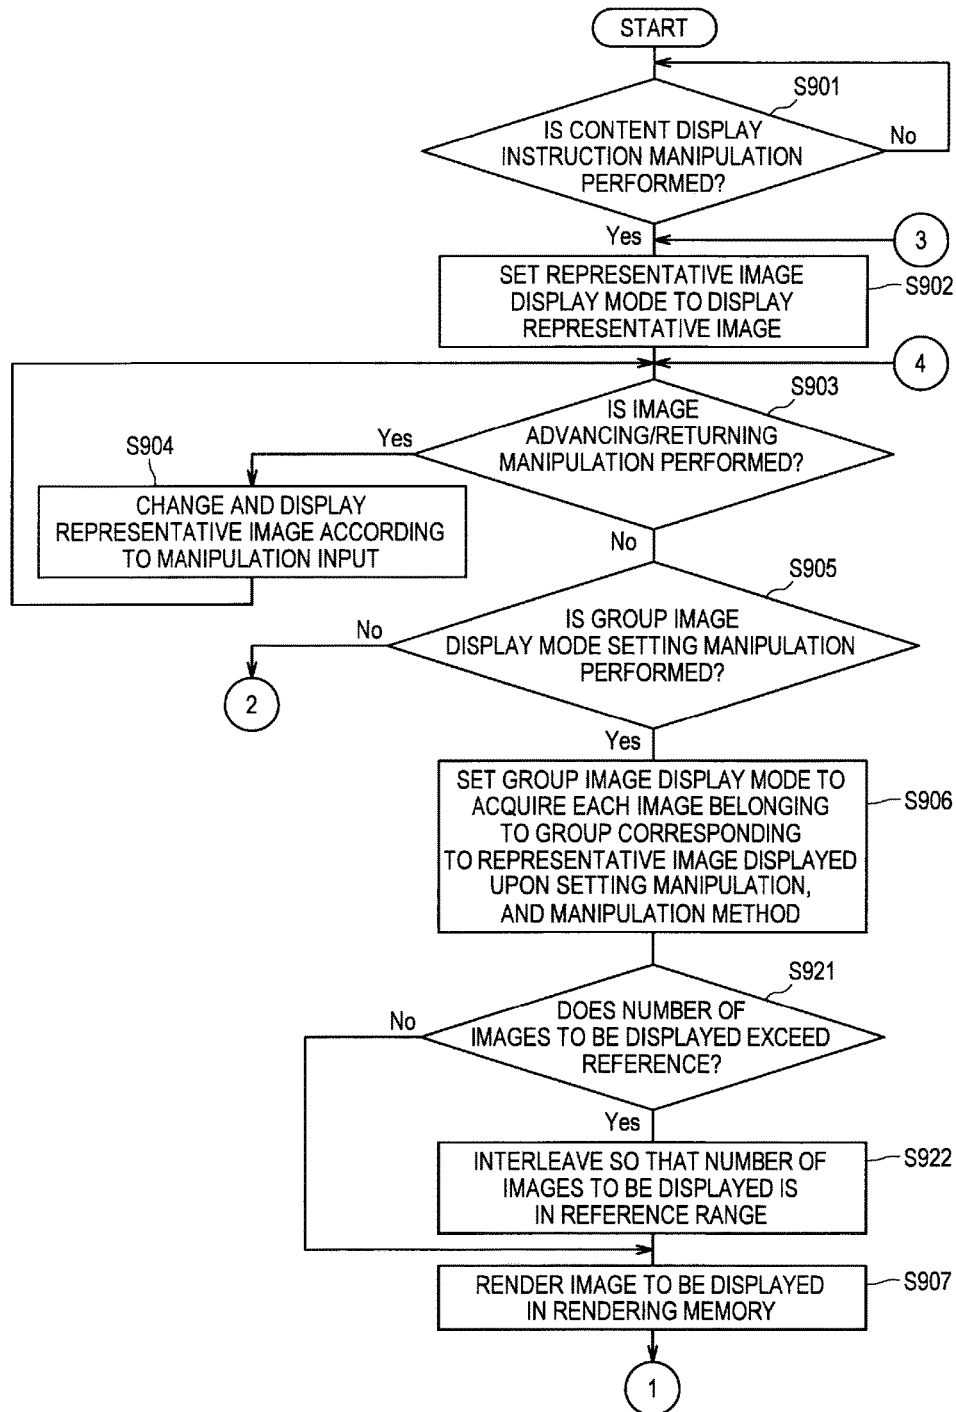 START
S901
IS CONTENT DISPLAY
INSTRUCTION MANIPULATION
PERFORMED?
No
Yes
3
SET REPRESENTATIVE IMAGE
DISPLAY MODE TO DISPLAY
REPRESENTATIVE IMAGE
S902
4
S903
IS IMAGE
ADVANCING/RETURNING
MANIPULATION PERFORMED?
Yes
S904
CHANGE AND DISPLAY
REPRESENTATIVE IMAGE ACCORDING
TO MANIPULATION INPUT
No
S905
IS GROUP IMAGE
DISPLAY MODE SETTING MANIPULATION
PERFORMED?
No
2
Yes
SET GROUP IMAGE DISPLAY MODE TO
ACQUIRE EACH IMAGE BELONGING
TO GROUP CORRESPONDING
TO REPRESENTATIVE IMAGE DISPLAYED
UPON SETTING MANIPULATION,
AND MANIPULATION METHOD
S906
S921
DOES NUMBER OF
IMAGES TO BE DISPLAYED EXCEED
REFERENCE?
No
Yes
INTERLEAVE SO THAT NUMBER OF
IMAGES TO BE DISPLAYED IS
IN REFERENCE RANGE
S922
RENDER IMAGE TO BE DISPLAYED
IN RENDERING MEMORY
S907
1